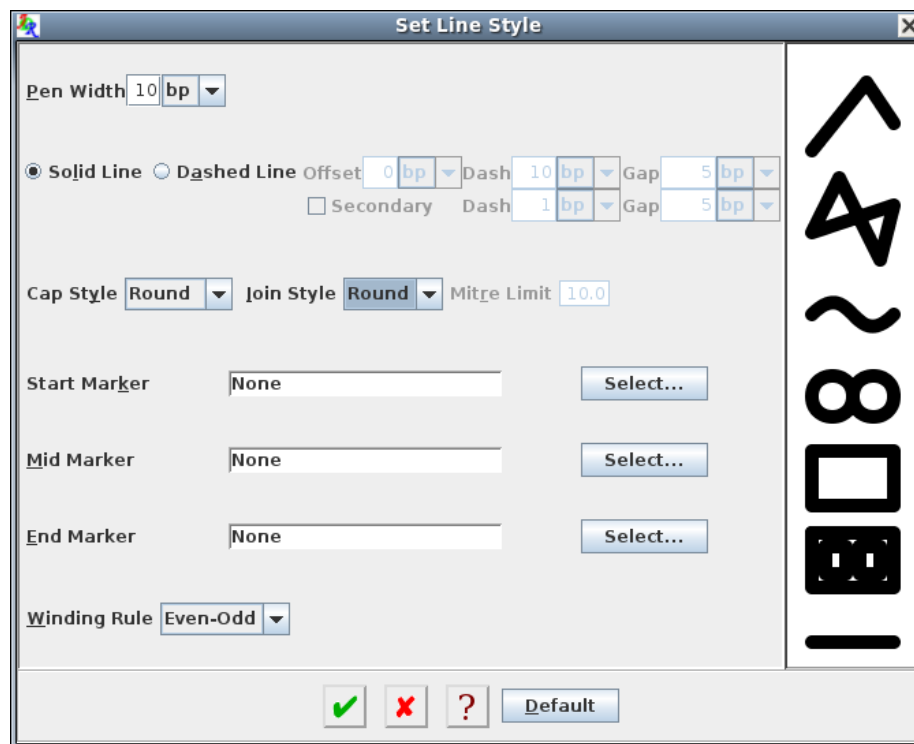 Set Line Style
Pen Width 10 bp
Solid Line Dashed Line Offset 0 bp Dash 10 bp Gap 5 bp
Secondary Dash 1 bp Gap 5 bp
Cap Style Round Join Style Round Mitre Limit 10.0
Start Marker None Select...
Mid Marker None Select...
End Marker None Select...
Winding Rule Even-Odd
? Default